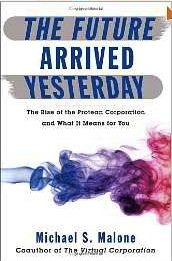 THE FUTURE
ARRIVED
YESTERDAY
The Rise of the Protean Corporation
and What It Means for You
Michael S. Malone
Coauthor of The Virtual Corporation